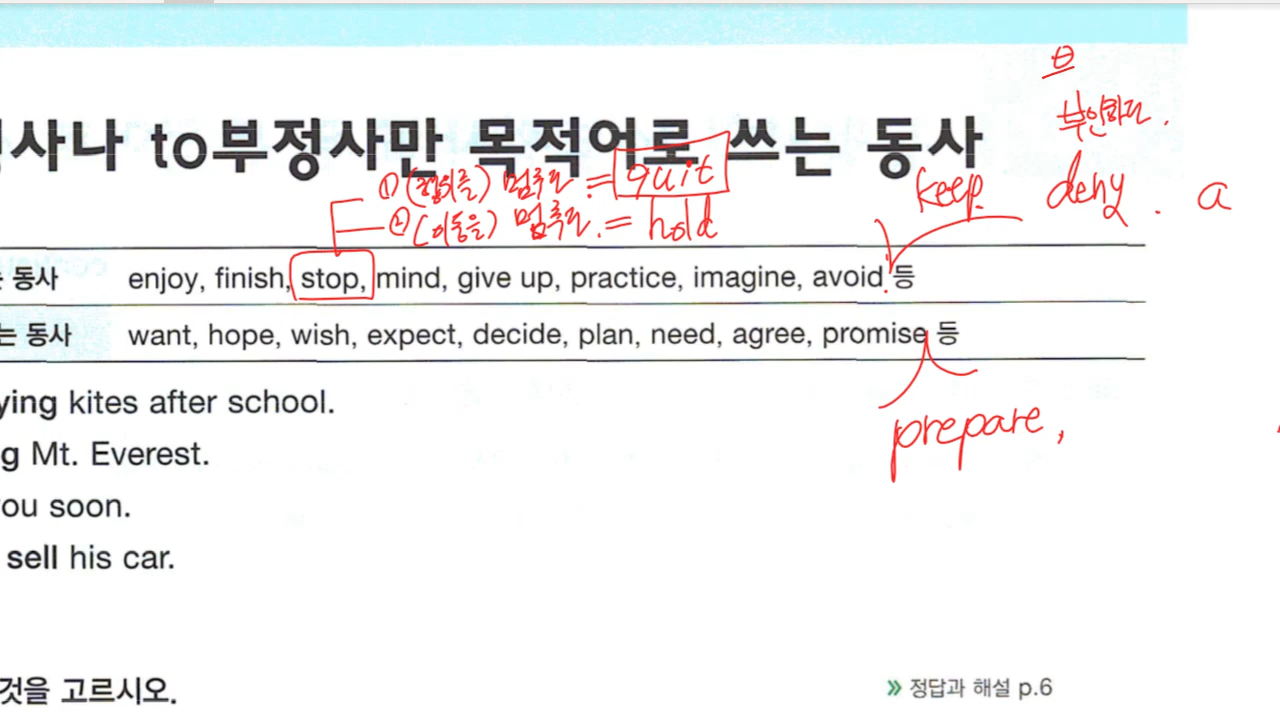 부인하다.
사나 to부정사만 목적어로 쓰는 동사
① (행위를) 멈추다. = quit
keep. deny. a
② (이동을) 멈추다. = hold
동사 enjoy, finish, stop, mind, give up, practice, imagine, avoid 등
는 동사 want, hope, wish, expect, decide, plan, need, agree, promise 등
ying kites after school.
prepare,
g Mt. Everest.
ou soon.
sell his car.
것을 고르시오.
» 정답과 해설 p.6